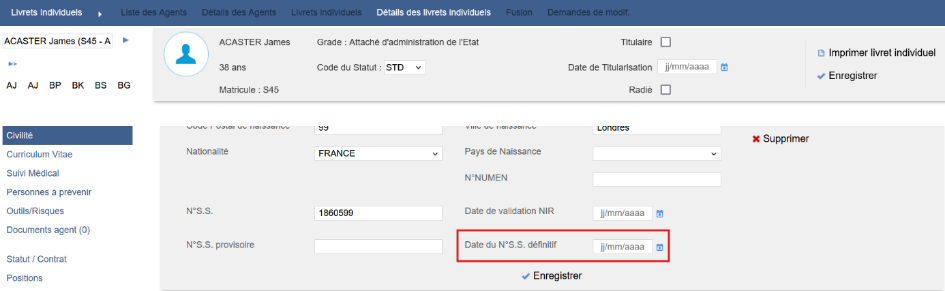 Livrets Individuels Liste des Agents Détails des Agents Livrets individuels Détails des livrets individuels Fusion Demandes de modif.
ACASTER James (S45 - A
AJ AJ BP BK BS BG
ACASTER James Grade : Attaché d'administration de l'Etat Titulaire
38 ans Code du Statut : STD Date de Titularisation jj/mm/aaaa
Matricule : S45 Radié
Imprimer livret individuel
Enregistrer
Civilité
Curriculum Vitae
Suivi Médical
Personnes à prévenir
Outils/Risques
Documents agent (0)
Statut / Contrat
Positions
Code Postal de naissance 99 Ville de naissance Londres
Nationalité FRANCE Pays de Naissance
N°NUMEN
N°S.S. 1860599 Date de validation NIR jj/mm/aaaa
N°S.S. provisoire Date du N°S.S. définitif jj/mm/aaaa
Enregistrer
Supprimer